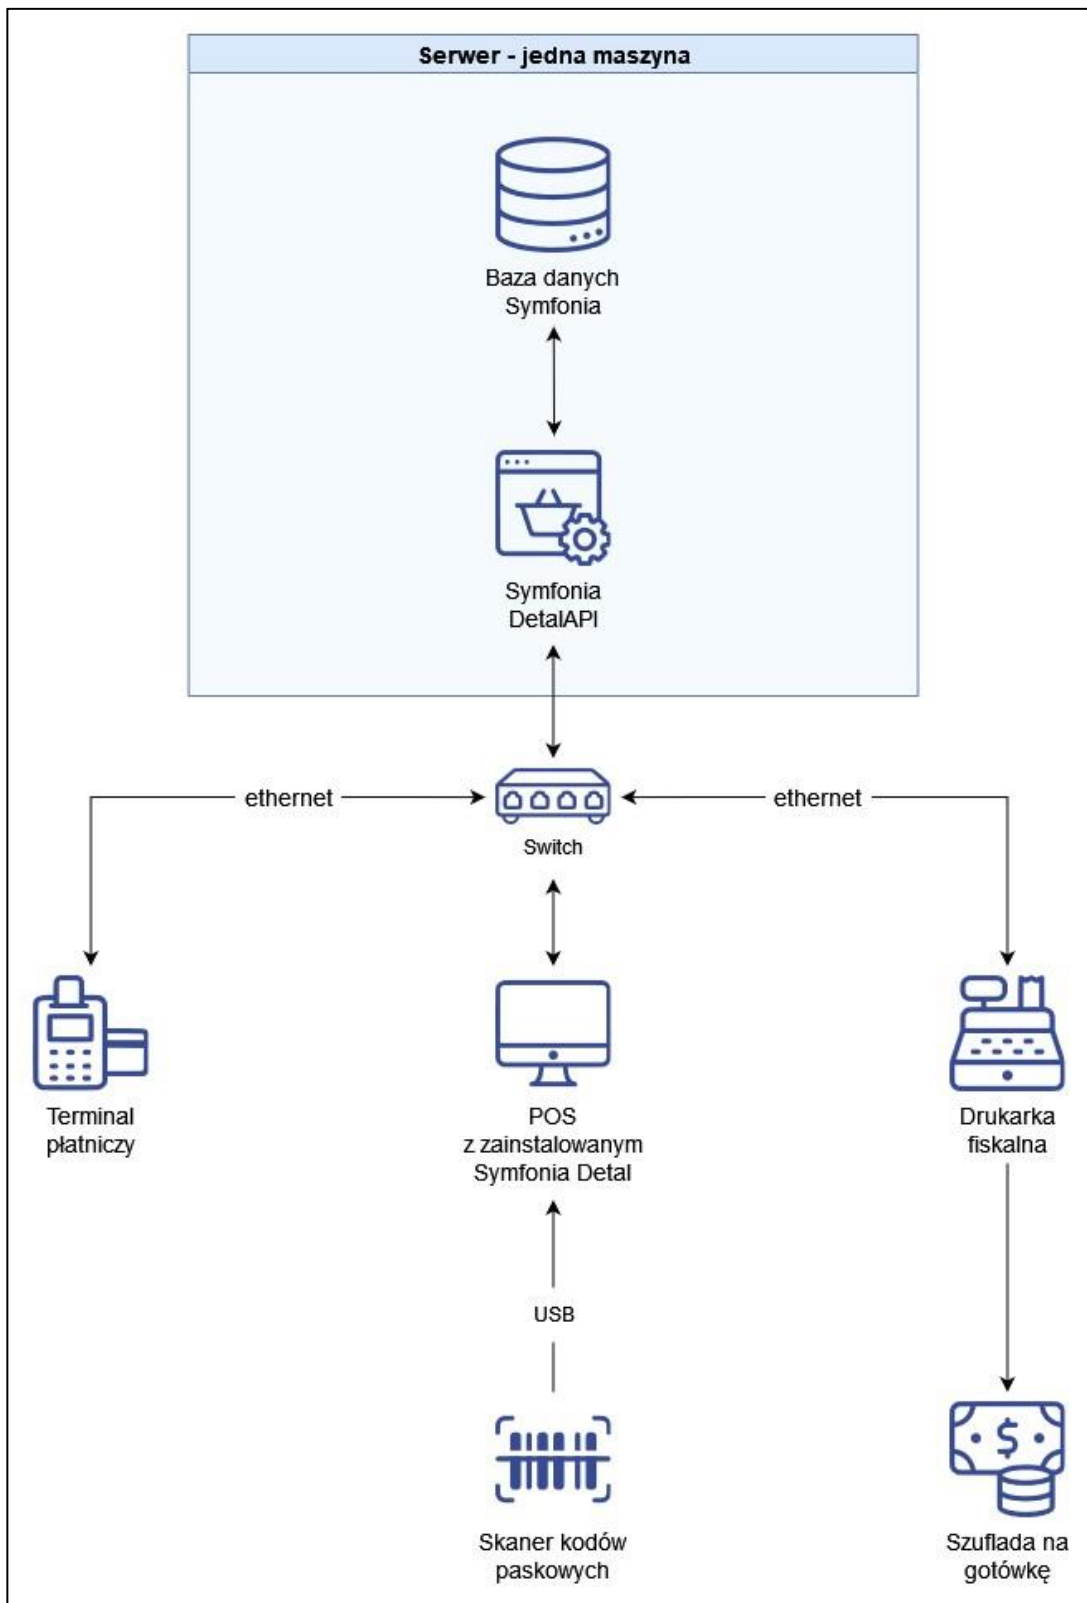 Serwer - jedna maszyna
Baza danych
Symfonia
Symfonia
DetalAPI
ethernet
ethernet
Switch
Terminal
płatniczy
POS
z zainstalowanym
Symfonia Detal
Drukarka
fiskalna
USB
$
Skaner kodów
paskowych
Szuflada na
gotówkę